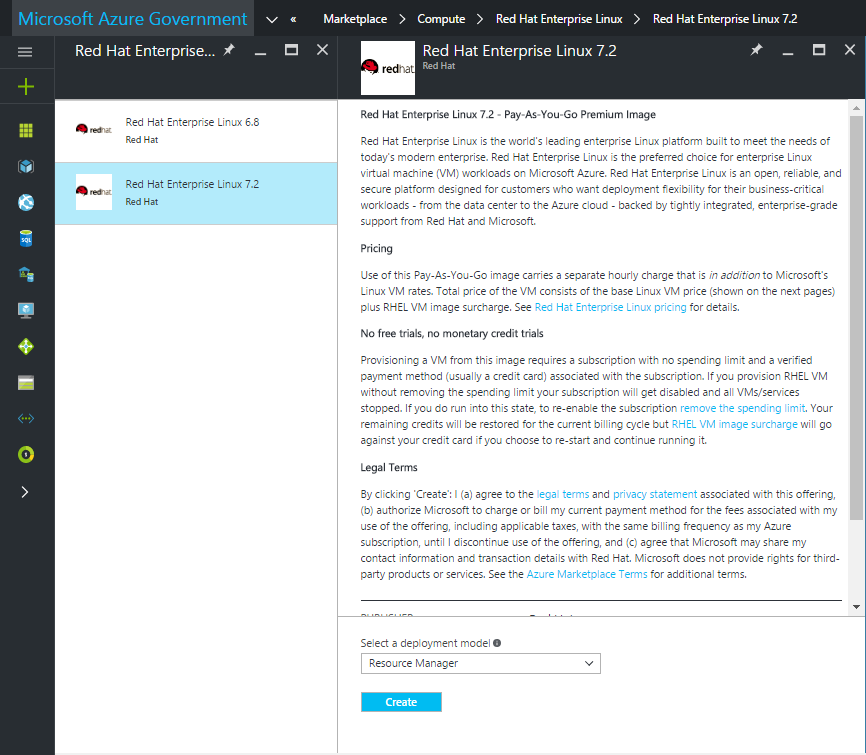 Microsoft Azure Government
«
Marketplace > Compute > Red Hat Enterprise Linux > Red Hat Enterprise Linux 7.2
Red Hat Enterprise...
redhat
Red Hat Enterprise Linux 6.8
Red Hat
redhat
Red Hat Enterprise Linux 7.2
Red Hat
SQL
redhat
Red Hat Enterprise Linux 7.2
Red Hat
Red Hat Enterprise Linux 7.2 - Pay-As-You-Go Premium Image
Red Hat Enterprise Linux is the world's leading enterprise Linux platform built to meet the needs of
today's modern enterprise. Red Hat Enterprise Linux is the preferred choice for enterprise Linux
virtual machine (VM) workloads on Microsoft Azure. Red Hat Enterprise Linux is an open, reliable, and
secure platform designed for customers who want deployment flexibility for their business-critical
workloads - from the data center to the Azure cloud - backed by tightly integrated, enterprise-grade
support from Red Hat and Microsoft.
Pricing
Use of this Pay-As-You-Go image carries a separate hourly charge that is in addition to Microsoft's
Linux VM rates. Total price of the VM consists of the base Linux VM price (shown on the next pages)
plus RHEL VM image surcharge. See Red Hat Enterprise Linux pricing for details.
No free trials, no monetary credit trials
Provisioning a VM from this image requires a subscription with no spending limit and a verified
payment method (usually a credit card) associated with the subscription. If you provision RHEL VM
without removing the spending limit your subscription will get disabled and all VMs/services
stopped. If you do run into this state, to re-enable the subscription remove the spending limit. Your
remaining credits will be restored for the current billing cycle but RHEL VM image surcharge will go
against your credit card if you choose to re-start and continue running it.
Legal Terms
By clicking 'Create': I (a) agree to the legal terms and privacy statement associated with this offering,
(b) authorize Microsoft to charge or bill my current payment method for the fees associated with my
use of the offering, including applicable taxes, with the same billing frequency as my Azure
subscription, until I discontinue use of the offering, and (c) agree that Microsoft may share my
contact information and transaction details with Red Hat. Microsoft does not provide rights for third-
party products or services. See the Azure Marketplace Terms for additional terms.
PUBLISHER
Select a deployment model
Resource Manager
Create